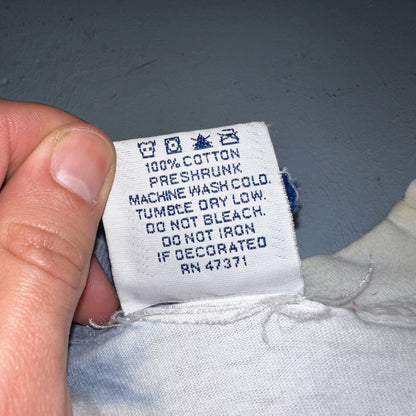 100% COTTON
PRESHRUNK
MACHINE WASH COLD.
TUMBLE DRY LOW.
DO NOT BLEACH.
DO NOT IRON
IF DECORATED
RN 47371